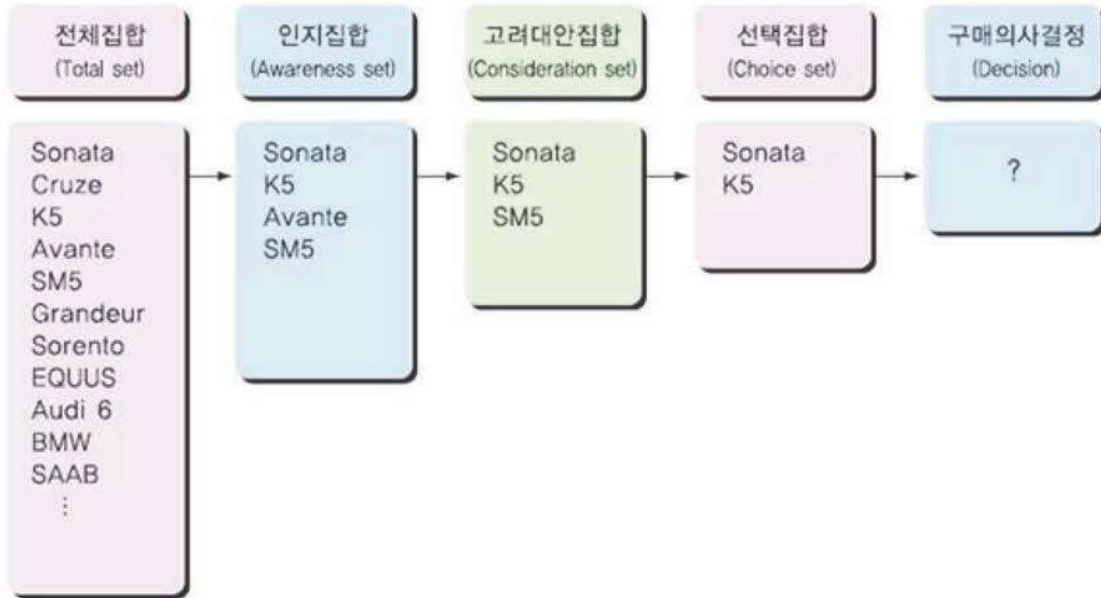 전체집합
(Total set)
인지집합
(Awareness set)
고려대안집합
(Consideration set)
선택집합
(Choice set)
구매의사결정
(Decision)
Sonata
Cruze
K5
Avante
SM5
Grandeur
Sorento
EQUUS
Audi 6
BMW
SAAB
⋮
Sonata
K5
Avante
SM5
Sonata
K5
SM5
Sonata
K5
?